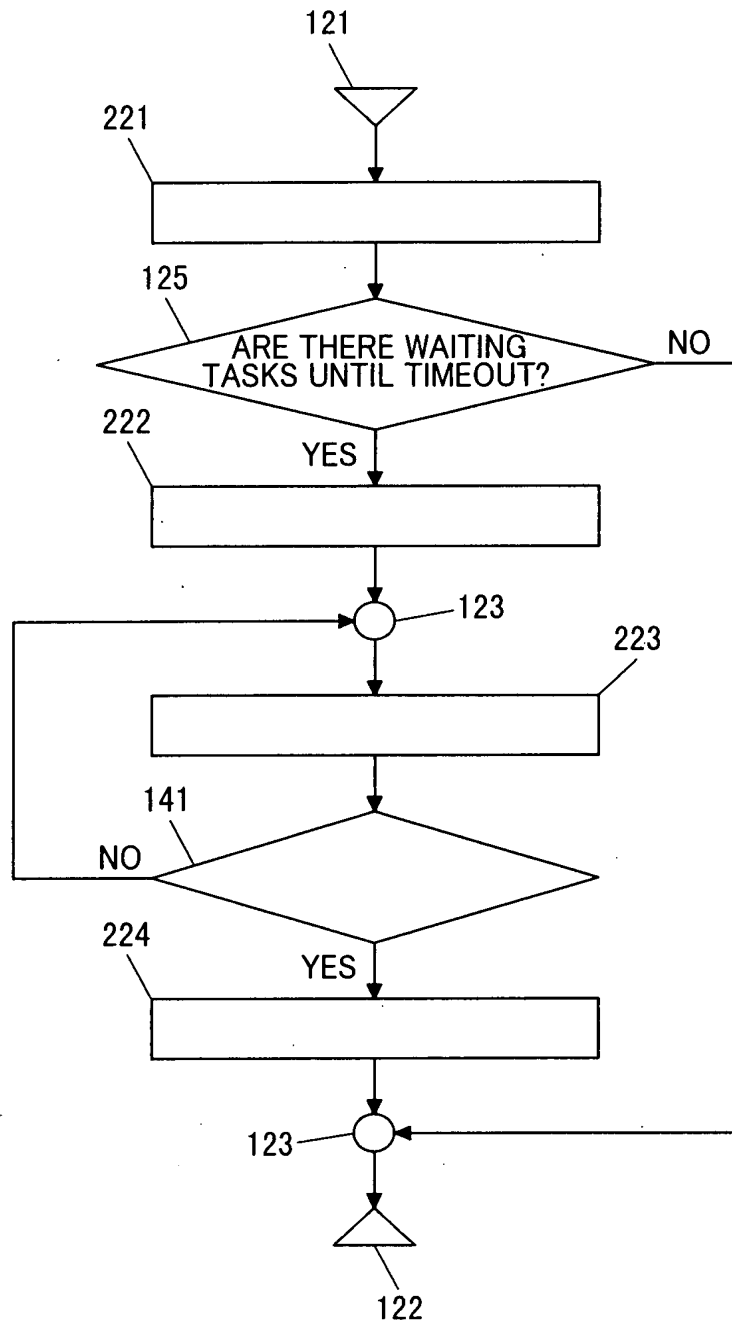 121
221
125
ARE THERE WAITING
TASKS UNTIL TIMEOUT?
NO
222
YES
123
223
141
NO
224
YES
123
122